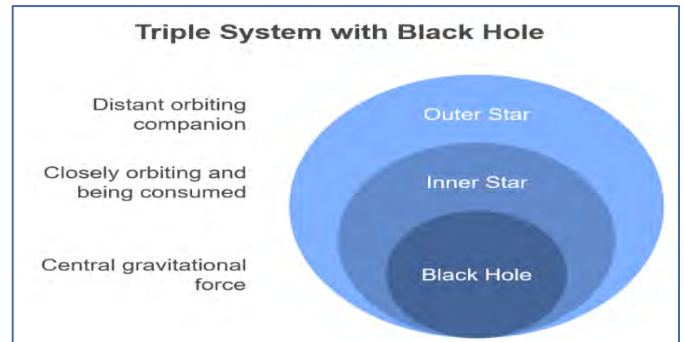 Triple System with Black Hole
Distant orbiting
companion
Outer Star
Closely orbiting and
being consumed
Inner Star
Central gravitational
force
Black Hole